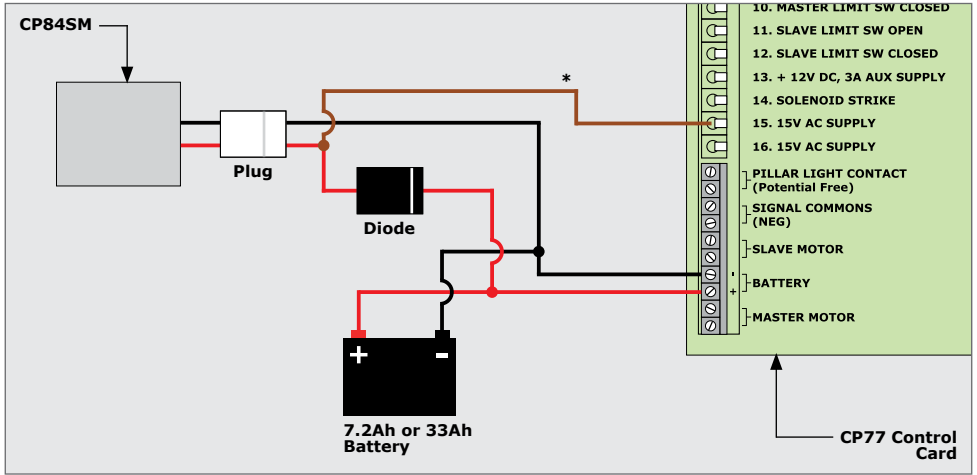 CP84SM
*
10. MASTER LIMIT SW CLOSED
11. SLAVE LIMIT SW OPEN
12. SLAVE LIMIT SW CLOSED
13. + 12V DC, 3A AUX SUPPLY
14. SOLENOID STRIKE
15. 15V AC SUPPLY
16. 15V AC SUPPLY
Plug
PILLAR LIGHT CONTACT
(Potential Free)
Diode
SIGNAL COMMONS
(NEG)
SLAVE MOTOR
-
BATTERY
+
MASTER MOTOR
+ -
7.2Ah or 33Ah
Battery
CP77 Control
Card